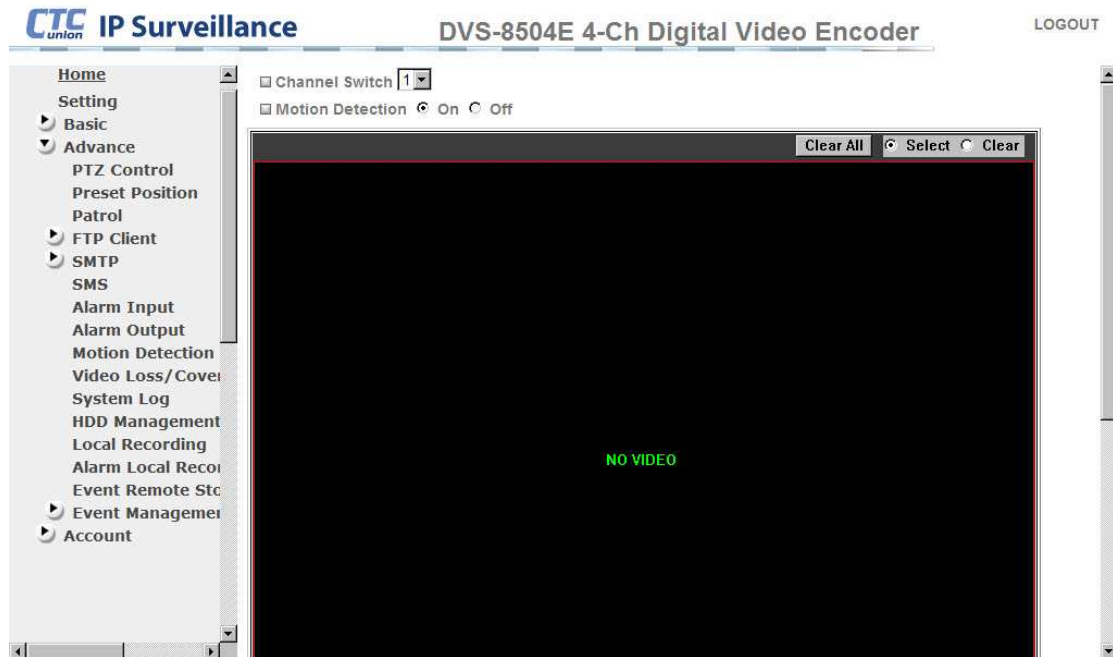 CTC union IP Surveillance
DVS-8504E 4-Ch Digital Video Encoder
LOGOUT
Home
Setting
Basic
Advance
PTZ Control
Preset Position
Patrol
FTP Client
SMTP
SMS
Alarm Input
Alarm Output
Motion Detection
Video Loss/Cover
System Log
HDD Management
Local Recording
Alarm Local Recor
Event Remote Sto
Event Managemen
Account
Channel Switch 1
Motion Detection On Off
Clear All Select Clear
NO VIDEO